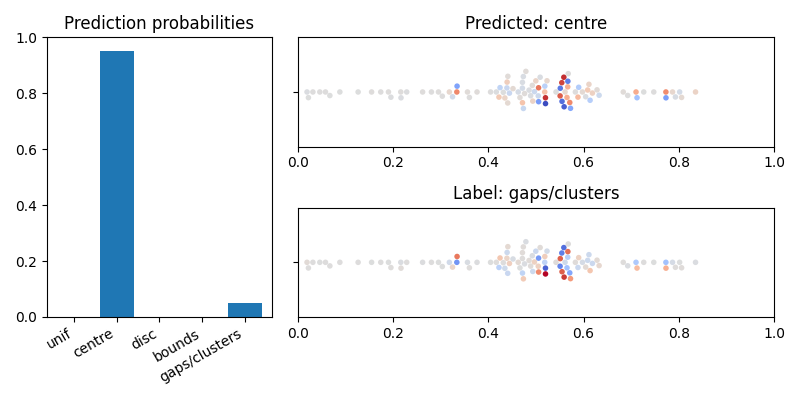 Prediction probabilities
1.0
0.8
0.6
0.4
0.2
0.0
unif
centre
disc
bounds
gaps/clusters
Predicted: centre
0.0 0.2 0.4 0.6 0.8 1.0
Label: gaps/clusters
0.0 0.2 0.4 0.6 0.8 1.0